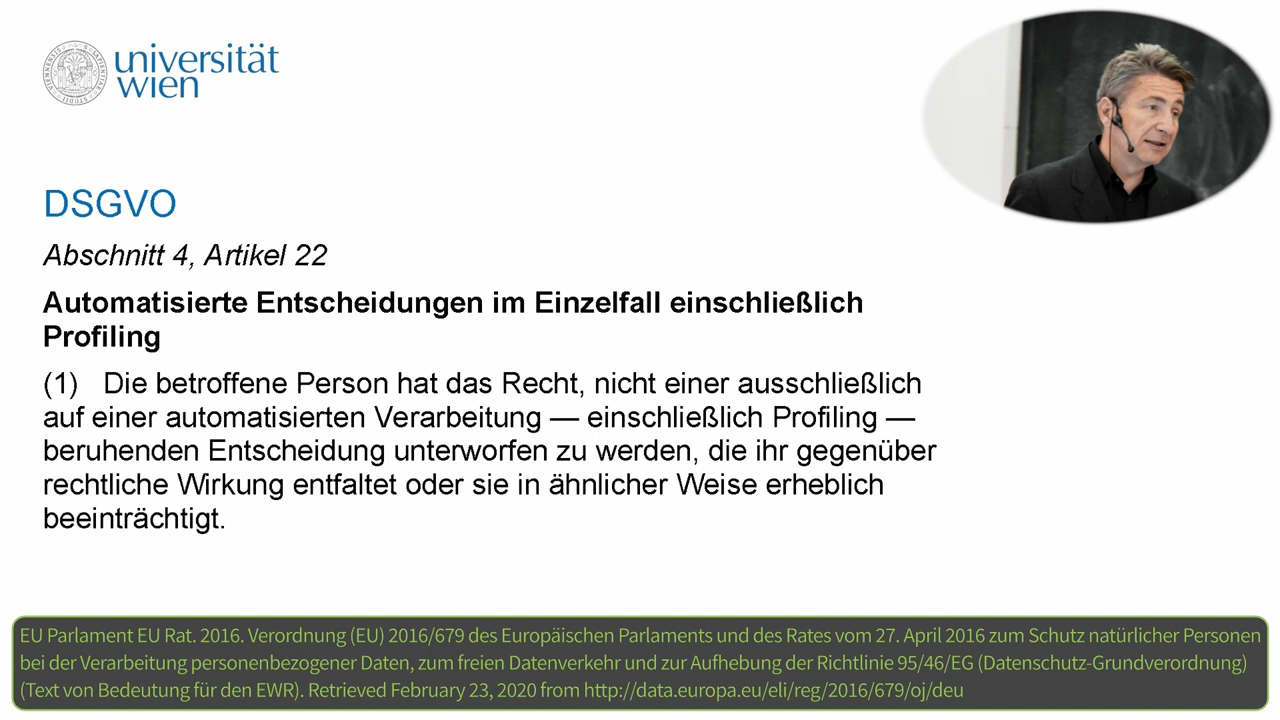 universität
wien
DSGVO
Abschnitt 4, Artikel 22
Automatisierte Entscheidungen im Einzelfall einschließlich
Profiling
(1) Die betroffene Person hat das Recht, nicht einer ausschließlich
auf einer automatisierten Verarbeitung — einschließlich Profiling —
beruhenden Entscheidung unterworfen zu werden, die ihr gegenüber
rechtliche Wirkung entfaltet oder sie in ähnlicher Weise erheblich
beeinträchtigt.
EU Parlament EU Rat. 2016. Verordnung (EU) 2016/679 des Europäischen Parlaments und des Rates vom 27. April 2016 zum Schutz natürlicher Personen
bei der Verarbeitung personenbezogener Daten, zum freien Datenverkehr und zur Aufhebung der Richtlinie 95/46/EG (Datenschutz-Grundverordnung)
(Text von Bedeutung für den EWR). Retrieved February 23, 2020 from http://data.europa.eu/eli/reg/2016/679/oj/deu